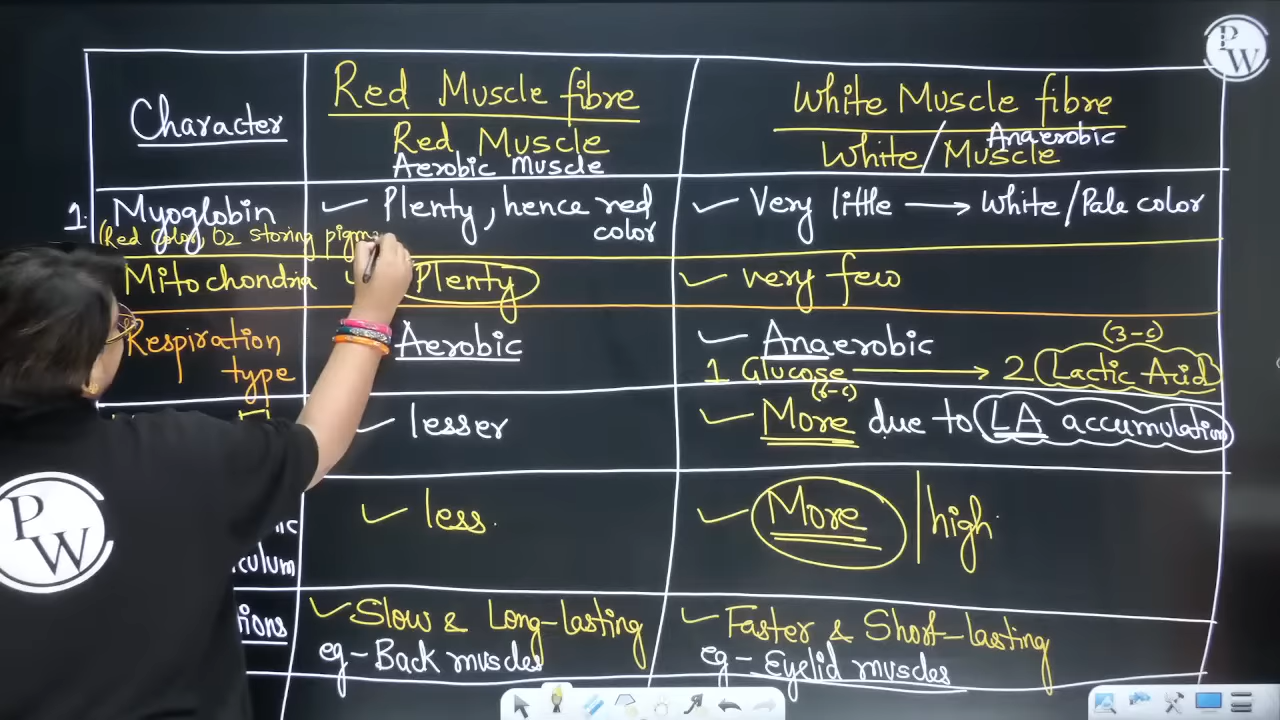 PW
Character
Red Muscle fibre
Red Muscle
Aerobic muscle
White Muscle fibre
White/Muscle
Anaerobic
1. Myoglobin
(Red Color, O2 storing
Plenty, hence red
color
Very little → White/Pale color
Mitochondria
Plenty
very few
Respiration
type
Aerobic
Anaerobic
(3-c)
1 Glucose → 2 Lactic Acid
(6-c)
lesser
More due to LA accumulation
less.
More | high.
Slow & Long-lasting
eg - Back muscles
Faster & Short-lasting
eg - Eyelid muscles
PW